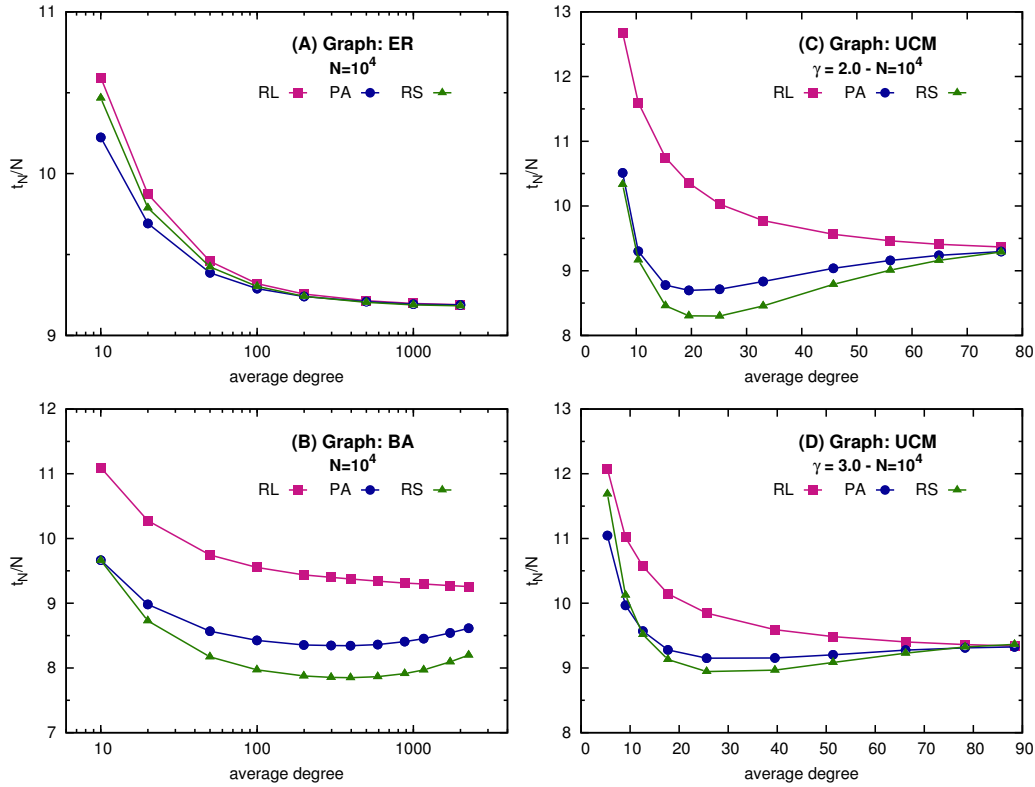 (A) Graph: ER
N=10^4
RL PA RS
t_N/N
11
10
9
10 100 1000
average degree
(C) Graph: UCM
γ = 2.0 - N=10^4
RL PA RS
t_N/N
13
12
11
10
9
8
0 10 20 30 40 50 60 70 80
average degree
(B) Graph: BA
N=10^4
RL PA RS
t_N/N
12
11
10
9
8
7
10 100 1000
average degree
(D) Graph: UCM
γ = 3.0 - N=10^4
RL PA RS
t_N/N
13
12
11
10
9
8
0 10 20 30 40 50 60 70 80 90
average degree